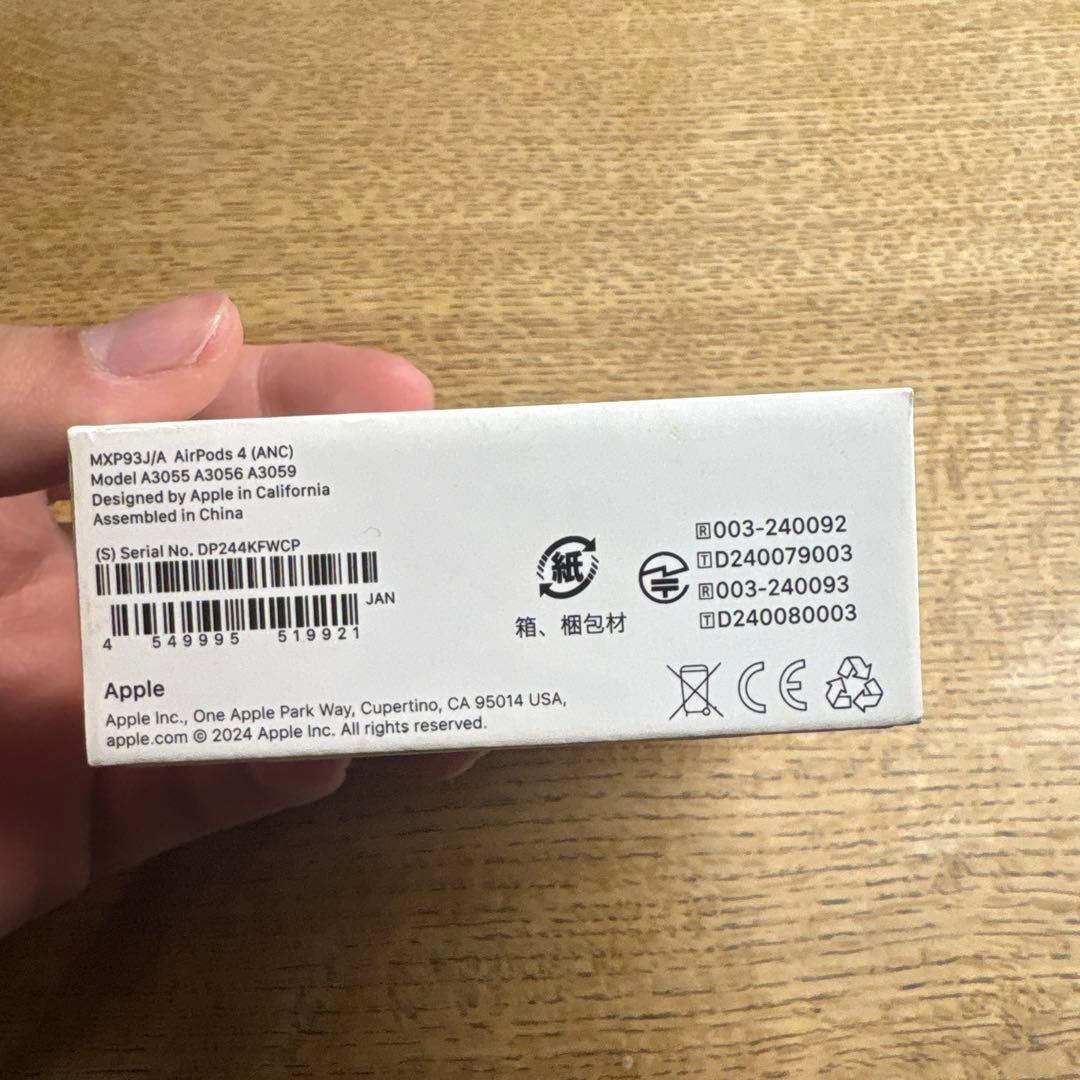 MXP93J/A AirPods 4 (ANC)
Model A3055 A3056 A3059
Designed by Apple in California
Assembled in China
(S) Serial No. DP244KFWCP
JAN
4 549995 519921
Apple
Apple Inc., One Apple Park Way, Cupertino, CA 95014 USA,
apple.com © 2024 Apple Inc. All rights reserved.
紙
箱、梱包材
🅁003-240092
🅃D240079003
🅁003-240093
🅃D240080003
CE